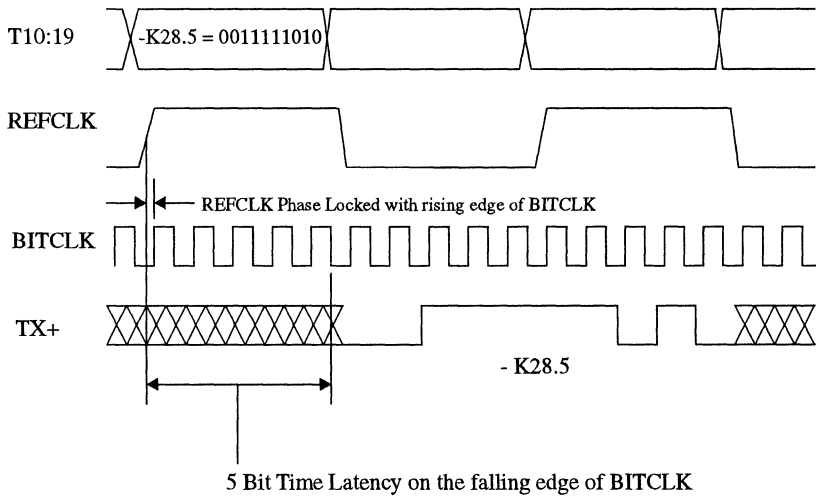 T10:19
-K28.5 = 0011111010
REFCLK
REFCLK Phase Locked with rising edge of BITCLK
BITCLK
TX+
- K28.5
5 Bit Time Latency on the falling edge of BITCLK